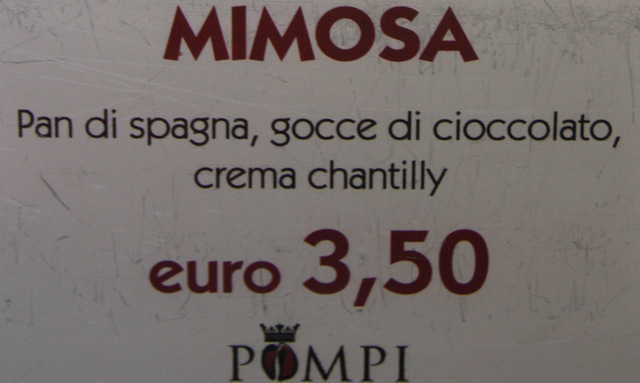 MIMOSA
Pan di spagna, gocce di cioccolato,
crema chantilly
euro 3,50
POMPI